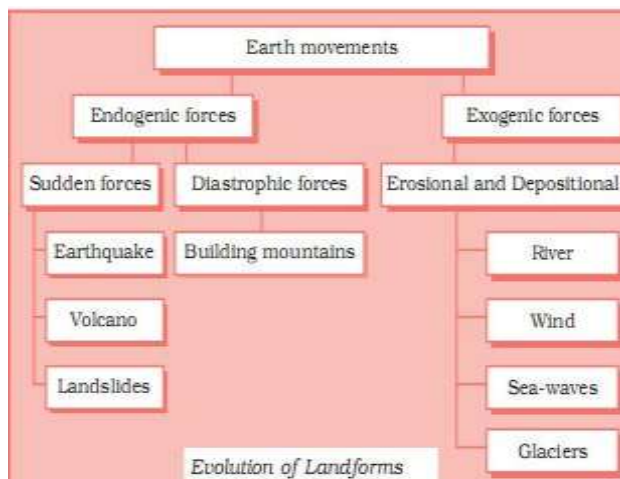 Earth movements
Endogenic forces
Exogenic forces
Sudden forces
Diastrophic forces
Erosional and Depositional
Earthquake
Building mountains
River
Volcano
Wind
Landslides
Sea-waves
Glaciers
Evolution of Landforms